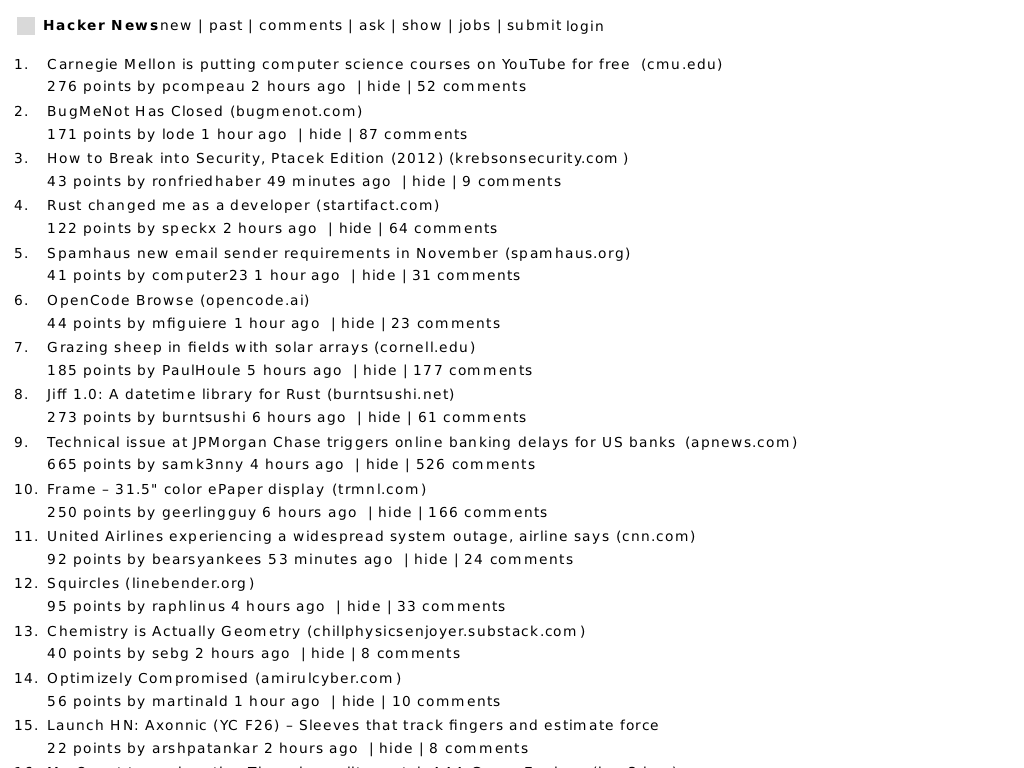 Hacker News new | past | comments | ask | show | jobs | submit login
1. Carnegie Mellon is putting computer science courses on YouTube for free (cmu.edu)
276 points by pcompeau 2 hours ago | hide | 52 comments
2. BugMeNot Has Closed (bugmenot.com)
171 points by lode 1 hour ago | hide | 87 comments
3. How to Break into Security, Ptacek Edition (2012) (krebsonsecurity.com)
43 points by ronfriedhaber 49 minutes ago | hide | 9 comments
4. Rust changed me as a developer (startifact.com)
122 points by speckx 2 hours ago | hide | 64 comments
5. Spamhaus new email sender requirements in November (spamhaus.org)
41 points by computer23 1 hour ago | hide | 31 comments
6. OpenCode Browse (opencode.ai)
44 points by mfiguiere 1 hour ago | hide | 23 comments
7. Grazing sheep in fields with solar arrays (cornell.edu)
185 points by PaulHoule 5 hours ago | hide | 177 comments
8. Jiff 1.0: A datetime library for Rust (burntsushi.net)
273 points by burntsushi 6 hours ago | hide | 61 comments
9. Technical issue at JPMorgan Chase triggers online banking delays for US banks (apnews.com)
665 points by samk3nny 4 hours ago | hide | 526 comments
10. Frame – 31.5" color ePaper display (trmnl.com)
250 points by geerlingguy 6 hours ago | hide | 166 comments
11. United Airlines experiencing a widespread system outage, airline says (cnn.com)
92 points by bearsyankees 53 minutes ago | hide | 24 comments
12. Squircles (linebender.org)
95 points by raphlinus 4 hours ago | hide | 33 comments
13. Chemistry is Actually Geometry (chillphysicsenjoyer.substack.com)
40 points by sebg 2 hours ago | hide | 8 comments
14. Optimizely Compromised (amirulcyber.com)
56 points by martinald 1 hour ago | hide | 10 comments
15. Launch HN: Axonnic (YC F26) – Sleeves that track fingers and estimate force
22 points by arshpatankar 2 hours ago | hide | 8 comments